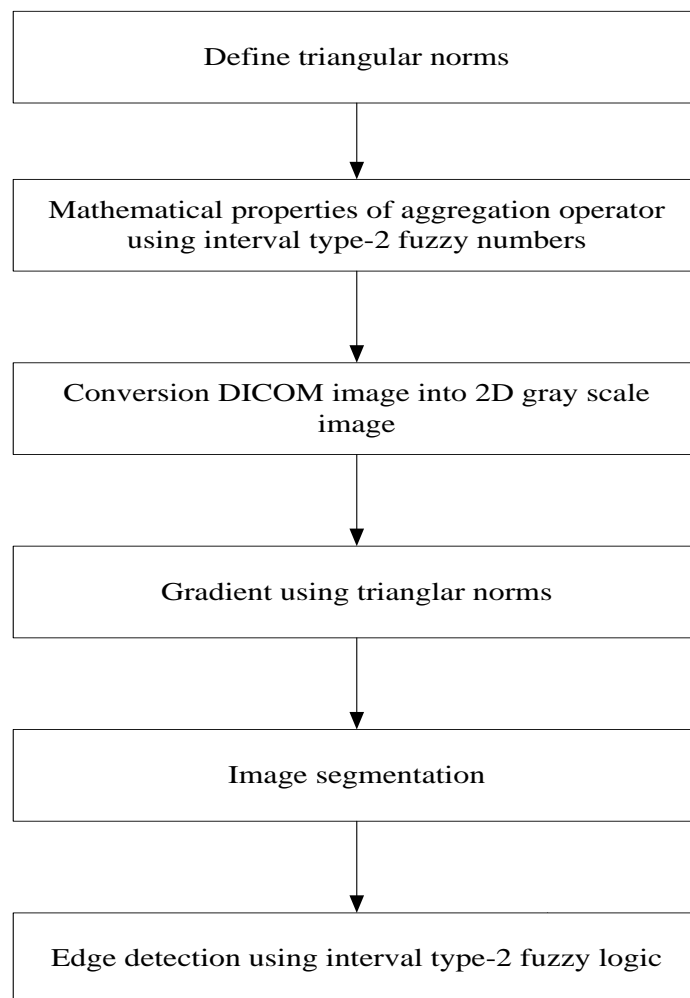 Define triangular norms
Mathematical properties of aggregation operator
using interval type-2 fuzzy numbers
Conversion DICOM image into 2D gray scale
image
Gradient using trianglar norms
Image segmentation
Edge detection using interval type-2 fuzzy logic